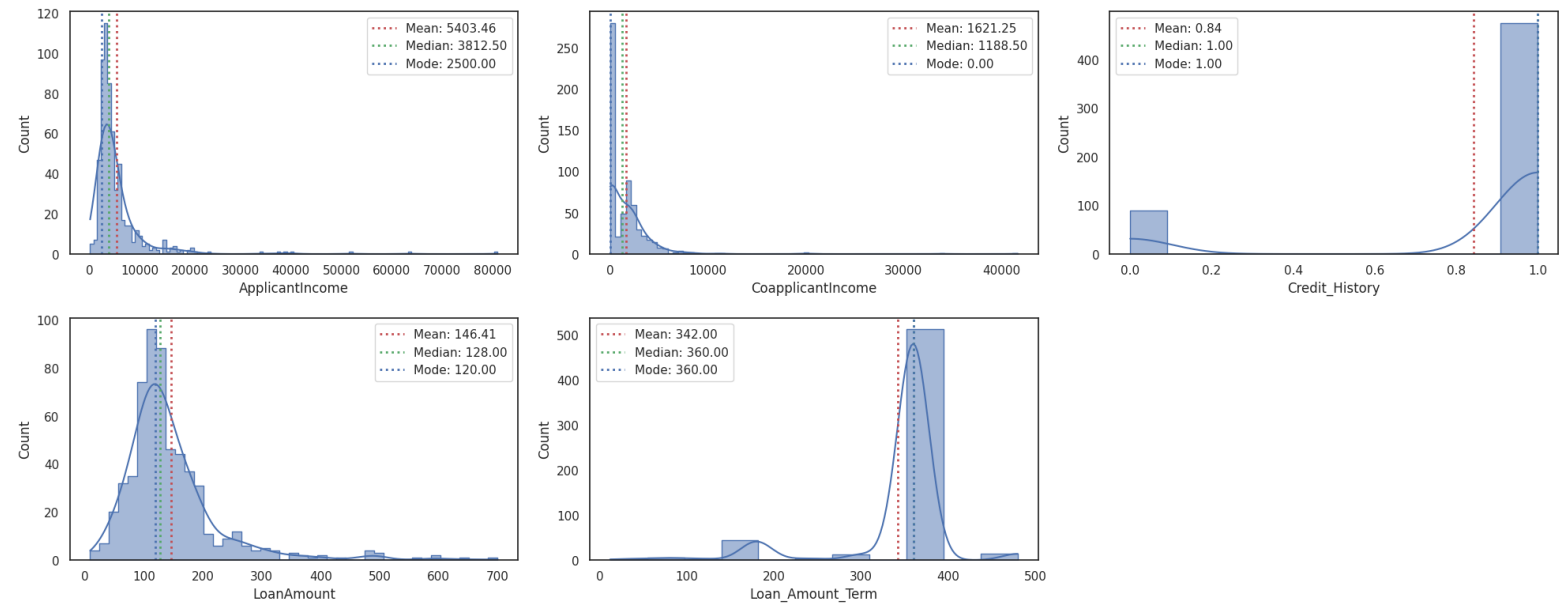 Mean: 5403.46
Median: 3812.50
Mode: 2500.00
Count
120
100
80
60
40
20
0
0 10000 20000 30000 40000 50000 60000 70000 80000
ApplicantIncome
Mean: 1621.25
Median: 1188.50
Mode: 0.00
Count
250
200
150
100
50
0
0 10000 20000 30000 40000
CoapplicantIncome
Mean: 0.84
Median: 1.00
Mode: 1.00
Count
400
300
200
100
0
0.0 0.2 0.4 0.6 0.8 1.0
Credit_History
Mean: 146.41
Median: 128.00
Mode: 120.00
Count
100
80
60
40
20
0
0 100 200 300 400 500 600 700
LoanAmount
Mean: 342.00
Median: 360.00
Mode: 360.00
Count
500
400
300
200
100
0
0 100 200 300 400 500
Loan_Amount_Term